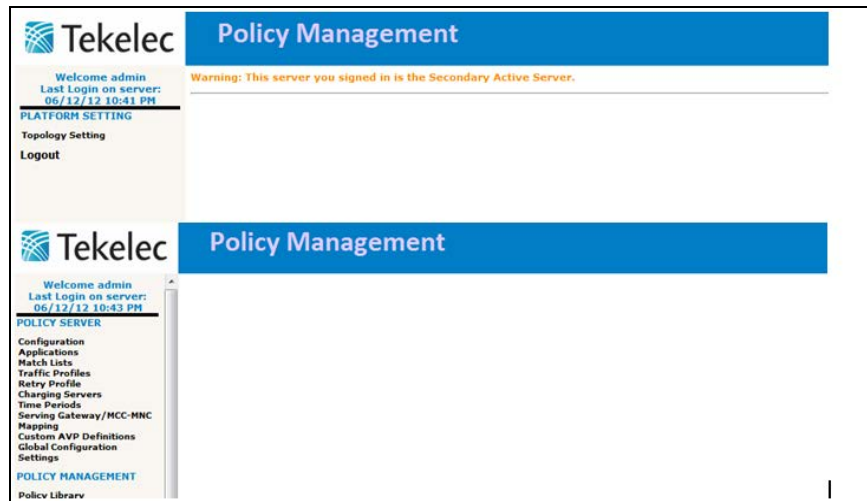 Tekelec
Policy Management
Welcome admin
Last Login on server:
06/12/12 10:41 PM
PLATFORM SETTING
Topology Setting
Logout
Warning: This server you signed in is the Secondary Active Server.
Tekelec
Policy Management
Welcome admin
Last Login on server:
06/12/12 10:43 PM
POLICY SERVER
Configuration
Applications
Match Lists
Traffic Profiles
Retry Profile
Charging Servers
Time Periods
Serving Gateway/MCC-MNC
Mapping
Custom AVP Definitions
Global Configuration
Settings
POLICY MANAGEMENT
Policy Library